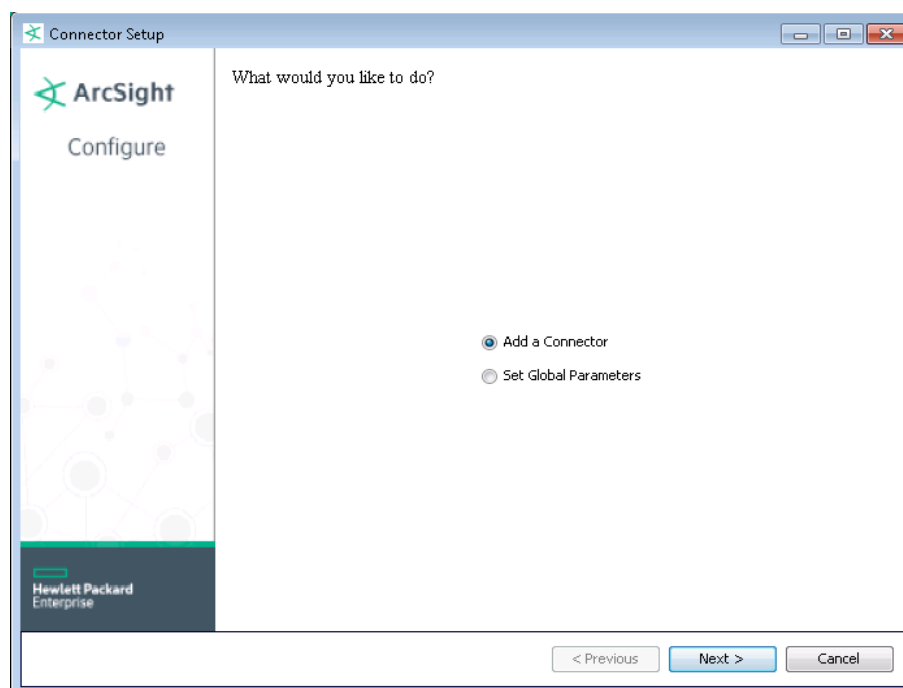 Connector Setup
ArcSight
Configure
What would you like to do?
Add a Connector
Set Global Parameters
Hewlett Packard
Enterprise
< Previous
Next >
Cancel